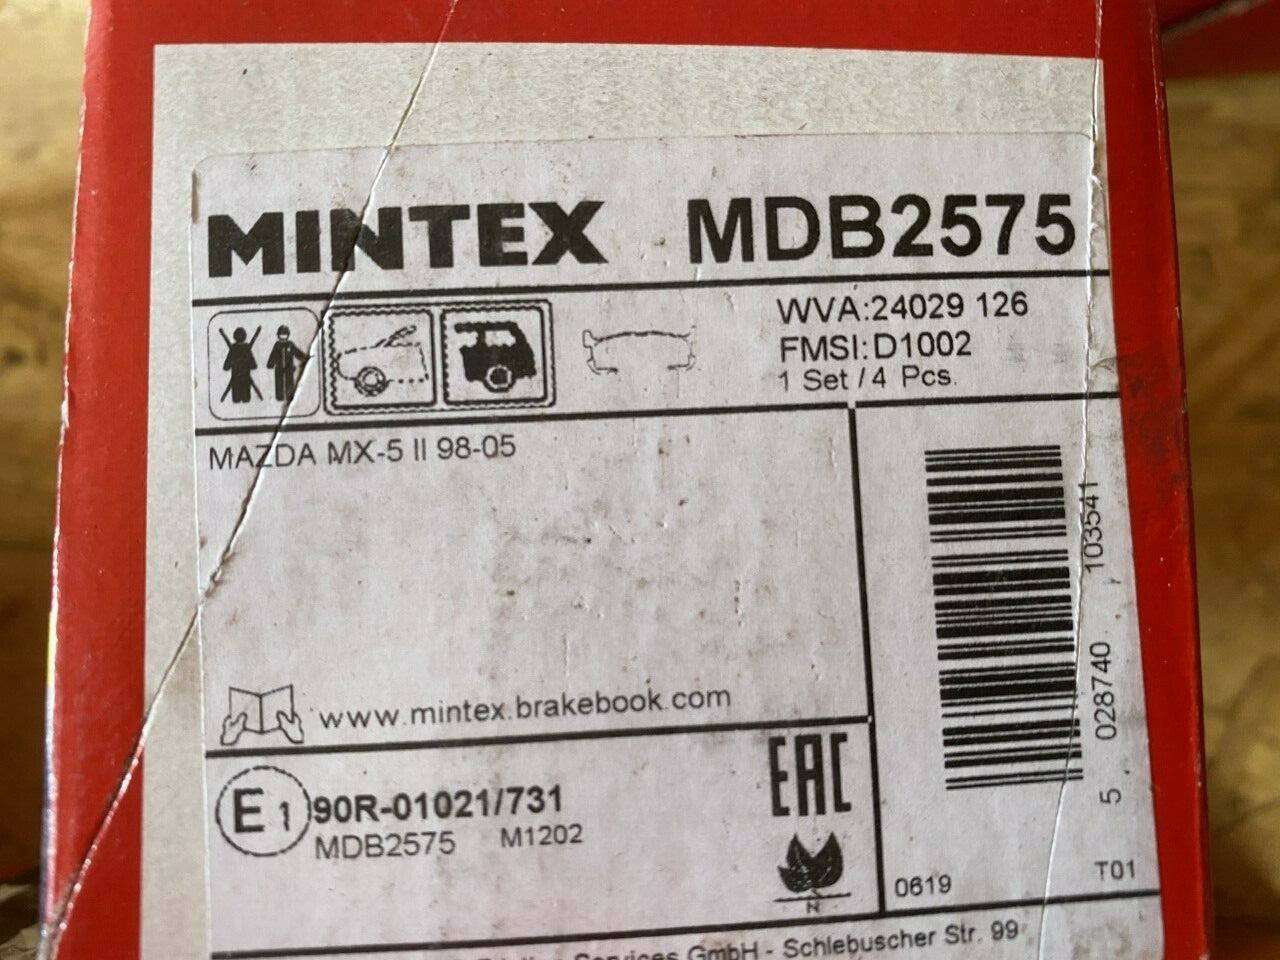 MINTEX MDB2575
WVA:24029 126
FMSI:D1002
1 Set / 4 Pcs.
MAZDA MX-5 II 98-05
www.mintex.brakebook.com
E1 90R-01021/731
MDB2575 M1202
EAC
N
5 028740 103541
0619 T01
Services GmbH - Schlebuscher Str. 99